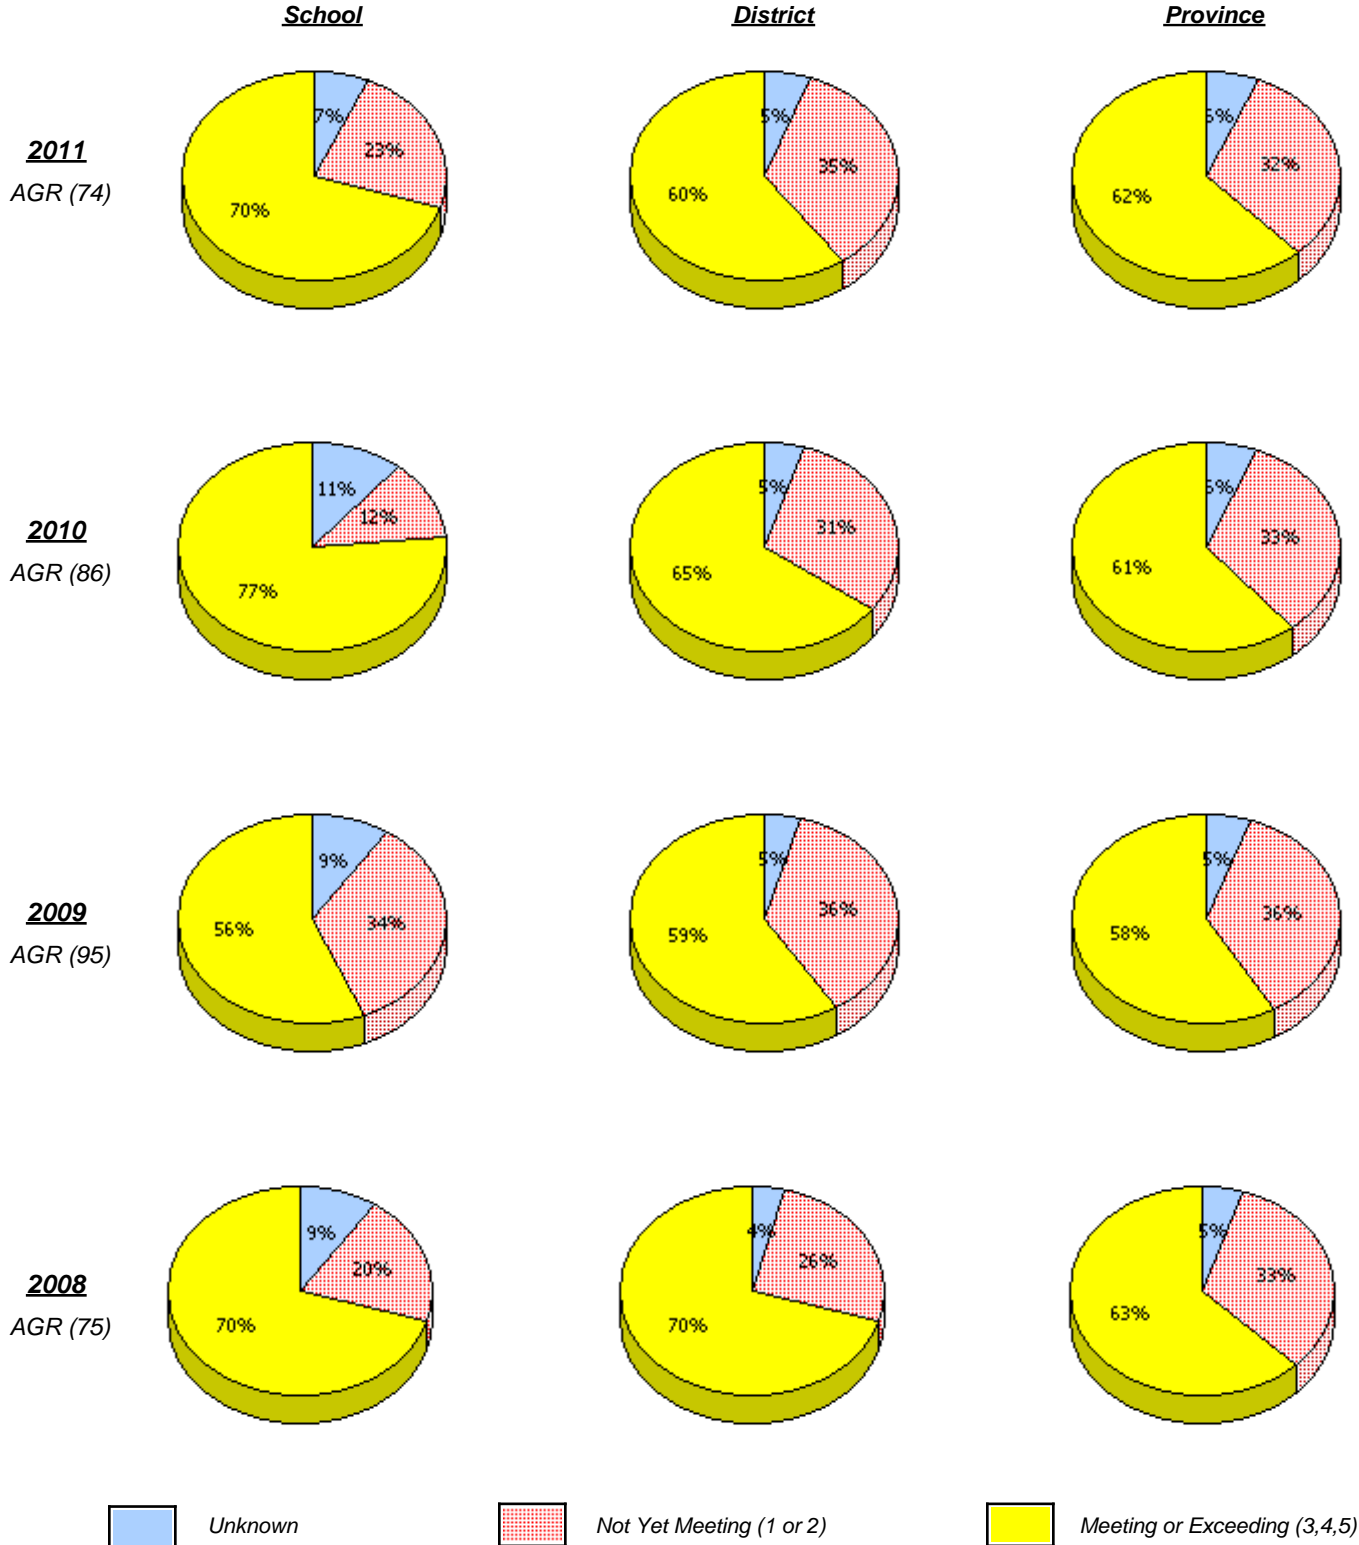 School District Province
7% 5% 6%
2011 23% 35% 32%
AGR (74) 70% 60% 62%
11% 5% 6%
2010 12% 31% 33%
AGR (86) 77% 65% 61%
9% 5% 5%
2009 34% 36% 36%
AGR (95) 56% 59% 58%
9% 4% 5%
2008 20% 26% 33%
AGR (75) 70% 70% 63%
Unknown Not Yet Meeting (1 or 2) Meeting or Exceeding (3,4,5)